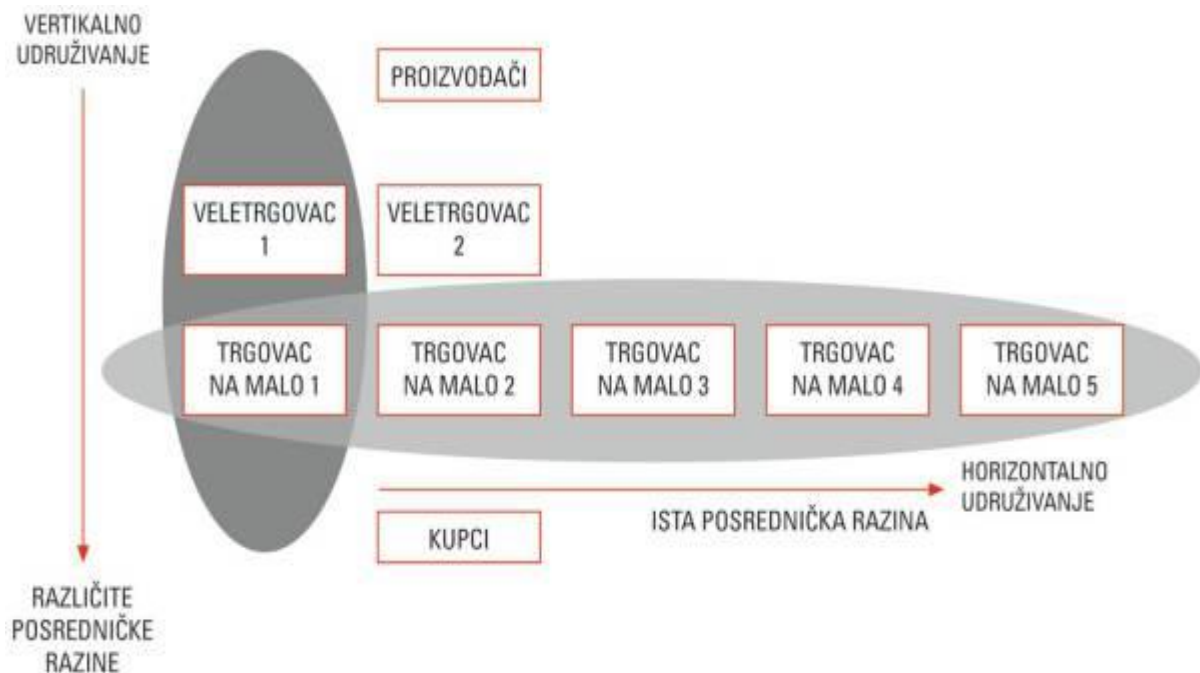 VERTIKALNO
UDRUŽIVANJE
PROIZVOĐAČI
VELETRGOVAC
1
VELETRGOVAC
2
TRGOVAC
NA MALO 1
TRGOVAC
NA MALO 2
TRGOVAC
NA MALO 3
TRGOVAC
NA MALO 4
TRGOVAC
NA MALO 5
HORIZONTALNO
UDRUŽIVANJE
ISTA POSREDNIČKA RAZINA
KUPCI
RAZLIČITE
POSREDNIČKE
RAZINE